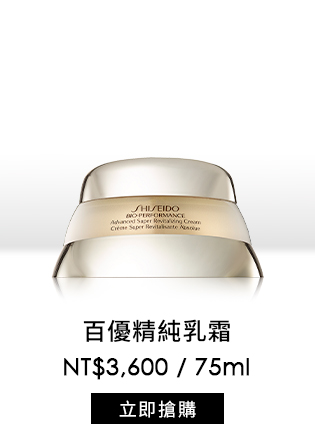 SHISEIDO
BIO-PERFORMANCE
Advanced Super Revitalizing Cream
Crème Super Revitalisante Absolue
百優精純乳霜
NT$3,600 / 75ml
立即搶購